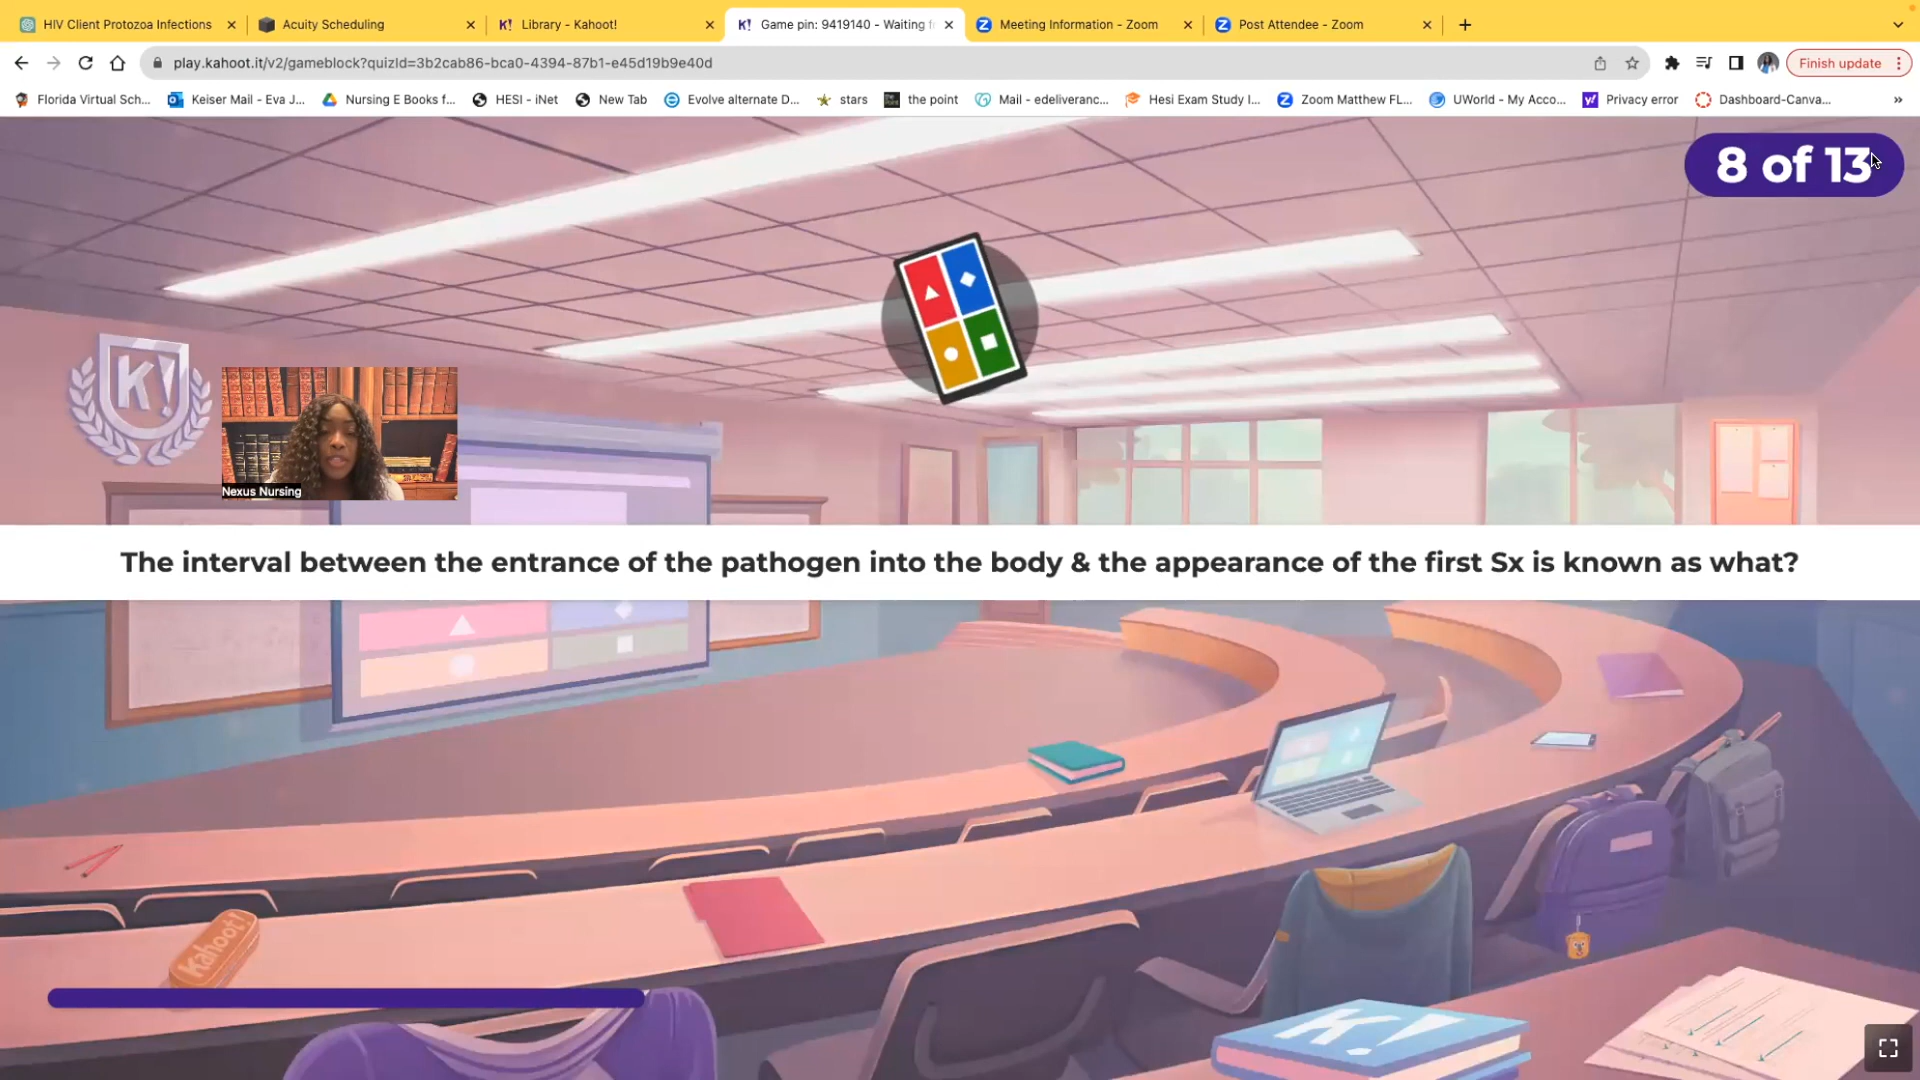 HIV Client Protozoa Infections
Acuity Scheduling
Library - Kahoot!
Game pin: 9419140 - Waiting f
Meeting Information - Zoom
Post Attendee - Zoom
play.kahoot.it/v2/gameblock?quizId=3b2cab86-bca0-4394-87b1-e45d19b9e40d
Finish update
Florida Virtual Sch...
Keiser Mail - Eva J...
Nursing E Books f...
HESI - iNet
New Tab
Evolve alternate D...
stars
the point
Mail - edeliveranc...
Hesi Exam Study I...
Zoom Matthew FL...
UWorld - My Acco...
Privacy error
Dashboard-Canva...
8 of 13
K!
Nexus Nursing
The interval between the entrance of the pathogen into the body & the appearance of the first Sx is known as what?
Kahoot!
K!